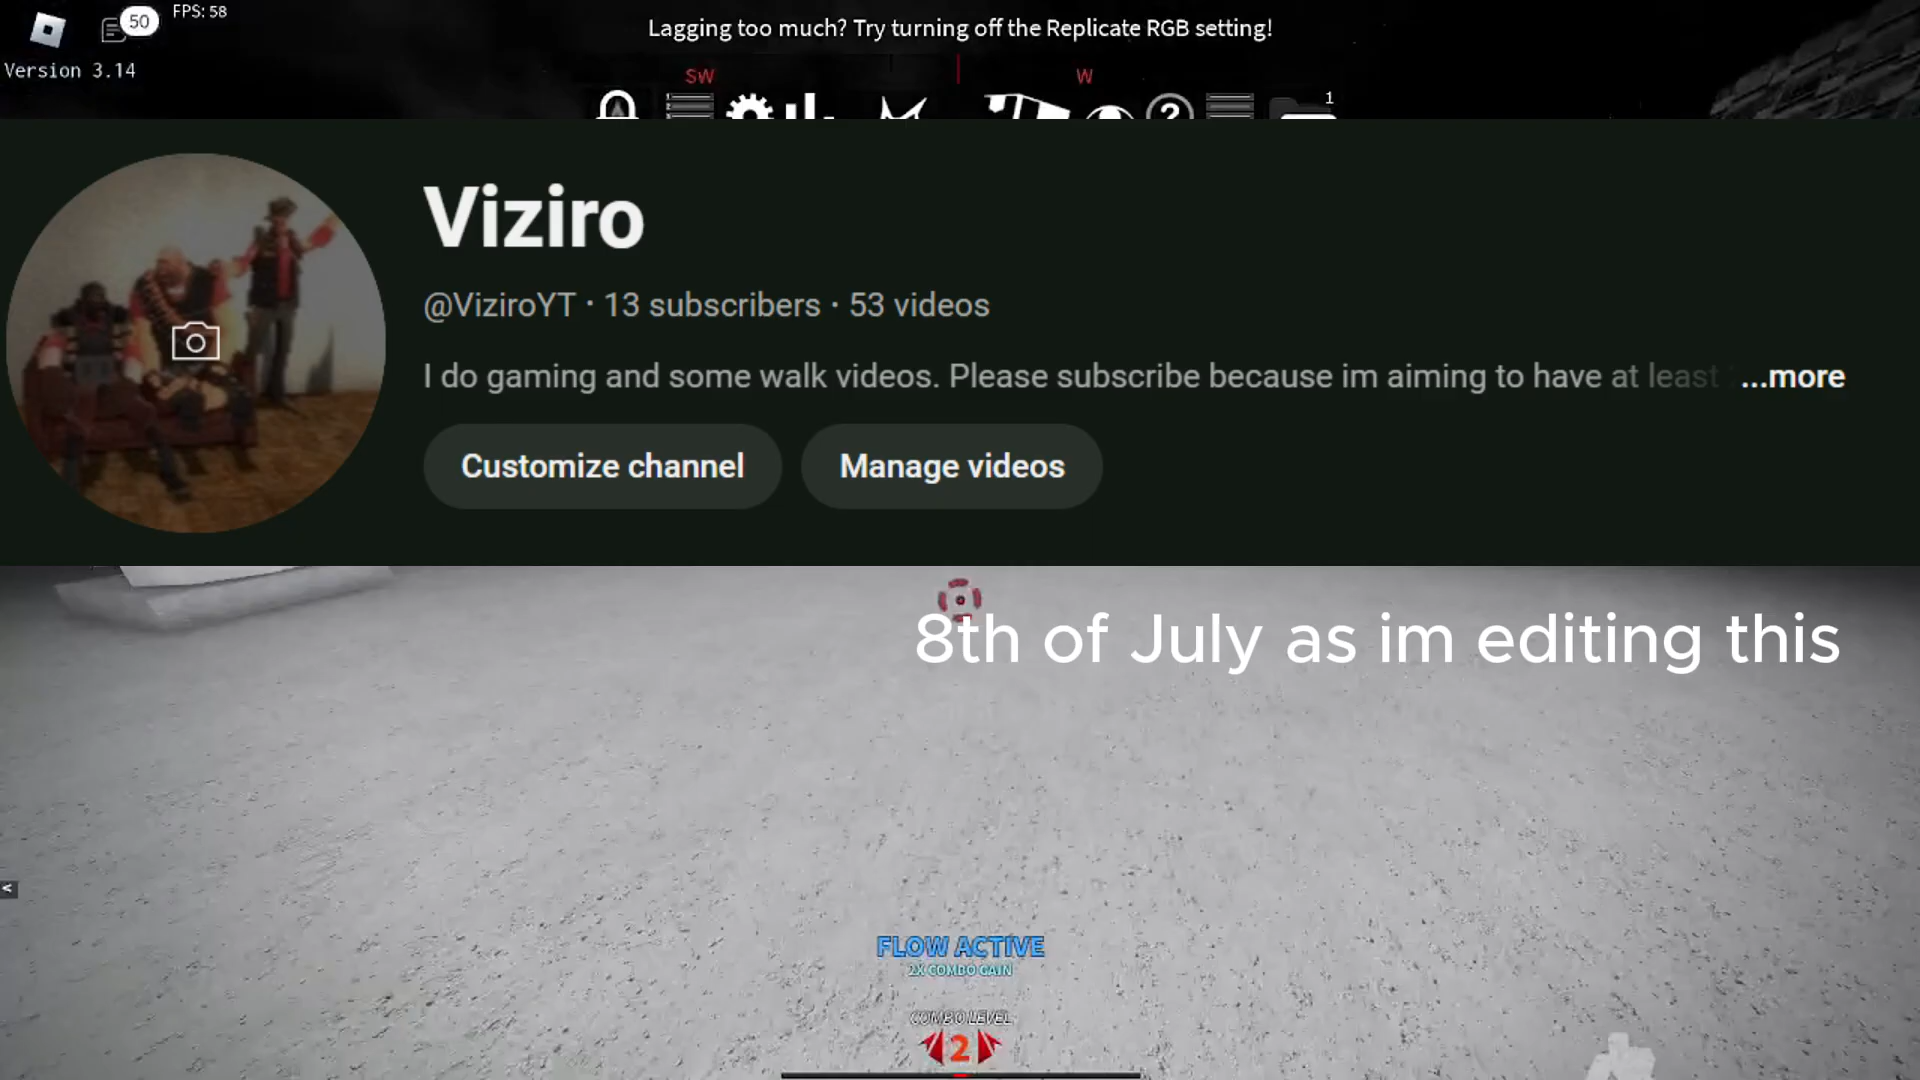 50
FPS: 58
Lagging too much? Try turning off the Replicate RGB setting!
Version 3.14
SW
W
1
Viziro
@ViziroYT · 13 subscribers · 53 videos
I do gaming and some walk videos. Please subscribe because im aiming to have at least ...more
Customize channel
Manage videos
8th of July as im editing this
<
FLOW ACTIVE
2X COMBO GAIN
COMBO LEVEL
2